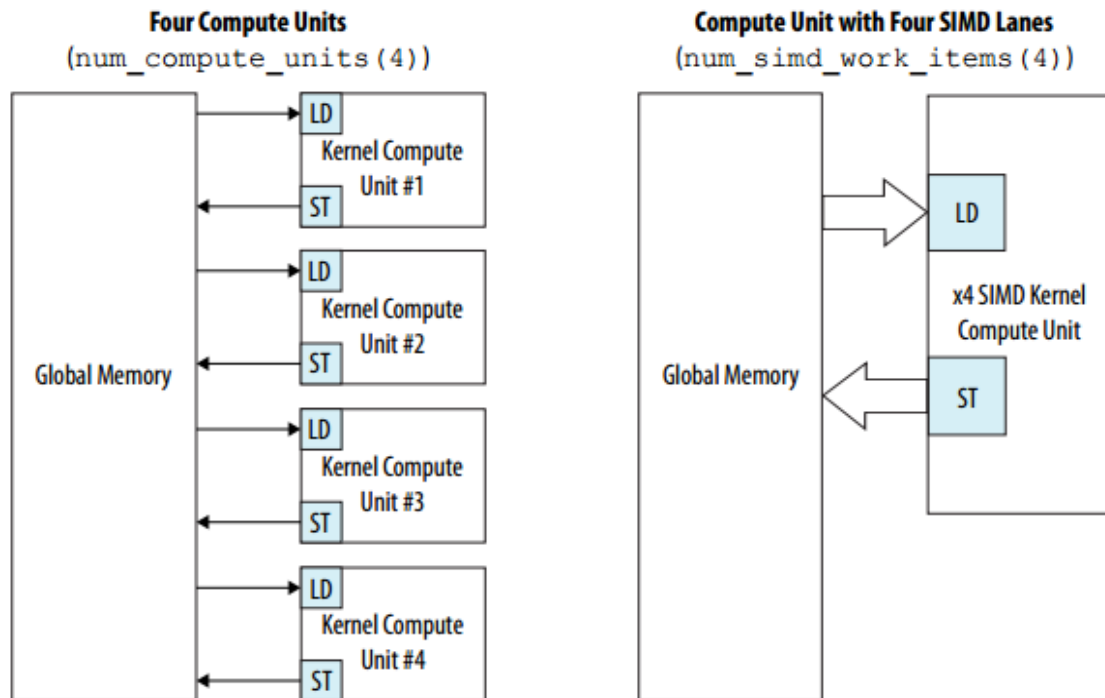 Four Compute Units
(num_compute_units(4))
Global Memory
LD
Kernel Compute
Unit #1
ST
LD
Kernel Compute
Unit #2
ST
LD
Kernel Compute
Unit #3
ST
LD
Kernel Compute
Unit #4
ST
Compute Unit with Four SIMD Lanes
(num_simd_work_items(4))
Global Memory
LD
x4 SIMD Kernel
Compute Unit
ST